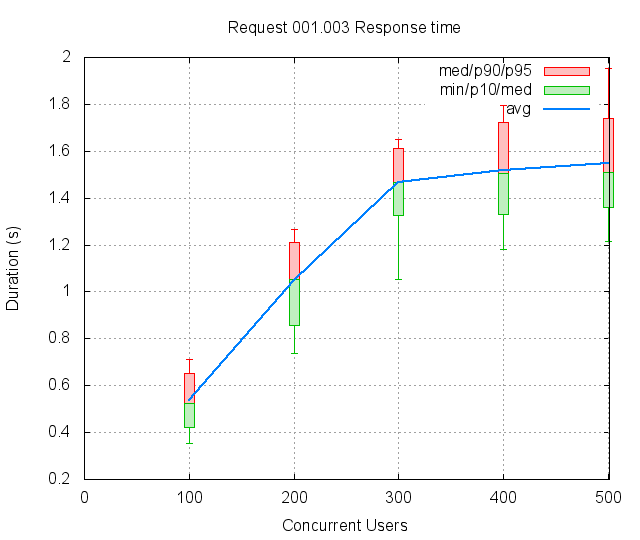 Request 001.003 Response time
med/p90/p95
min/p10/med
avg
Duration (s)
2
1.8
1.6
1.4
1.2
1
0.8
0.6
0.4
0.2
0 100 200 300 400 500
Concurrent Users